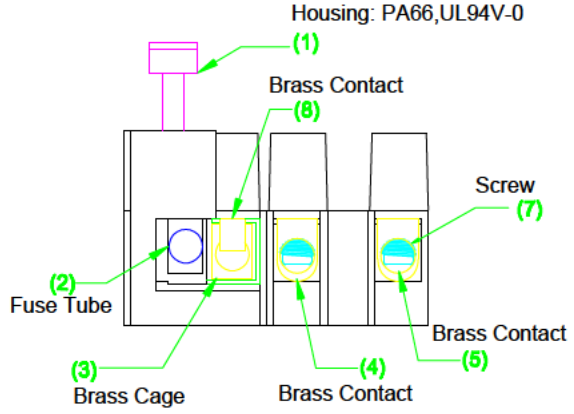 Housing: PA66,UL94V-0
(1)
Brass Contact
(8)
Screw
(7)
(2)
Fuse Tube
(3)
Brass Cage
(4)
Brass Contact
Brass Contact
(5)